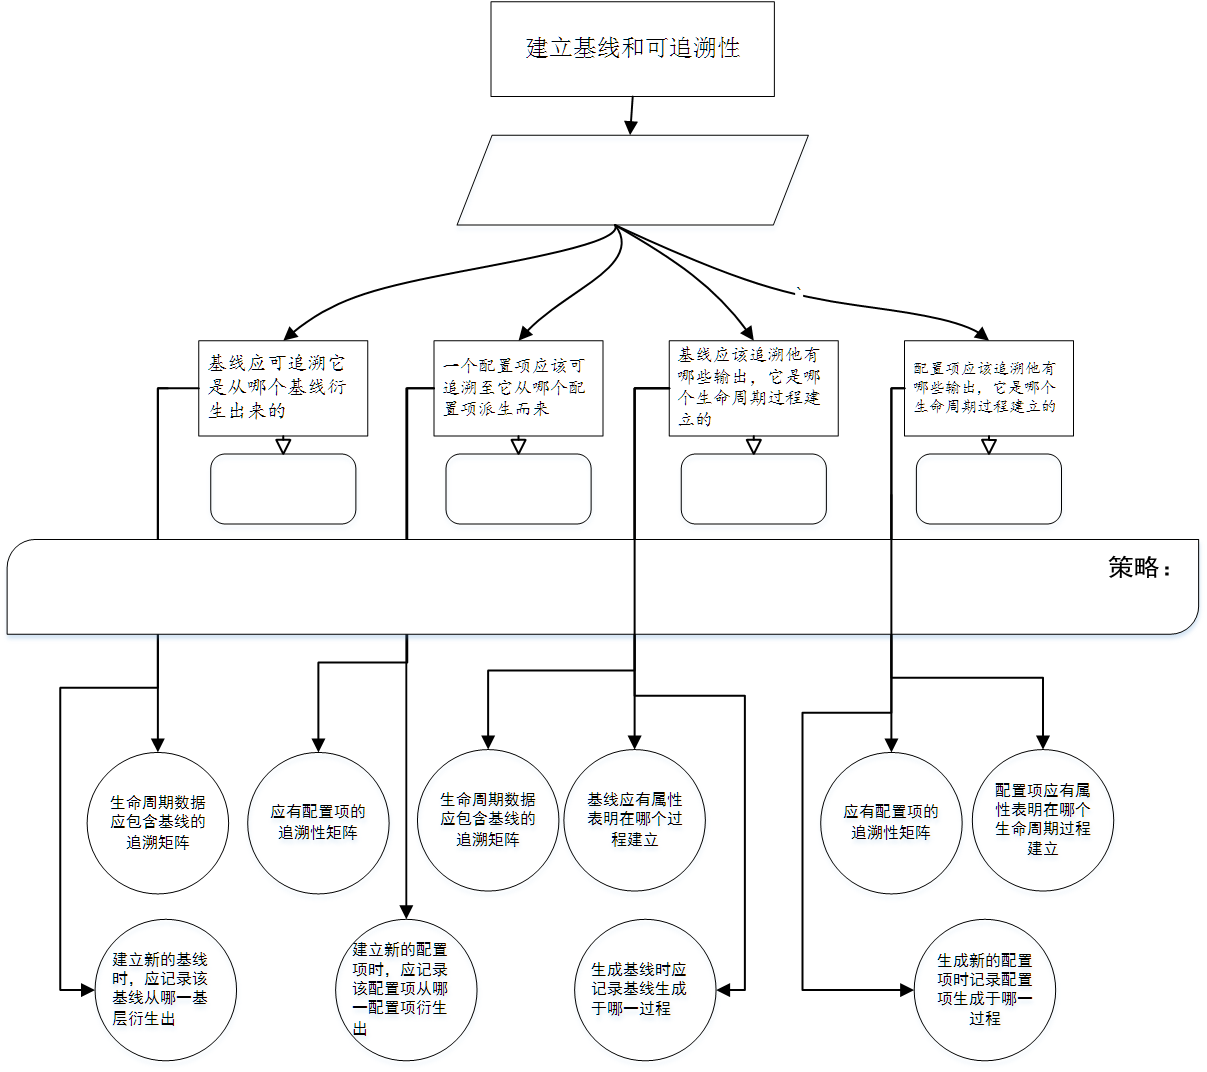 建立基线和可追溯性
`
基线应可追溯它
是从哪个基线衍
生出来的
一个配置项应该可
追溯至它从哪个配
置项派生而来
基线应该追溯他有
哪些输出，它是哪
个生命周期过程建
立的
配置项应该追溯他有
哪些输出，它是哪个
生命周期过程建立的
策略：
生命周期数据
应包含基线的
追溯矩阵
应有配置项的
追溯性矩阵
生命周期数据
应包含基线的
追溯矩阵
基线应有属性
表明在哪个过
程建立
应有配置项的
追溯性矩阵
配置项应有属
性表明在哪个
生命周期过程
建立
建立新的基线
时，应记录该
基线从哪一基
层衍生出
建立新的配置
项时，应记录
该配置项从哪
一配置项衍生
出
生成基线时应
记录基线生成
于哪一过程
生成新的配置
项时记录配置
项生成于哪一
过程